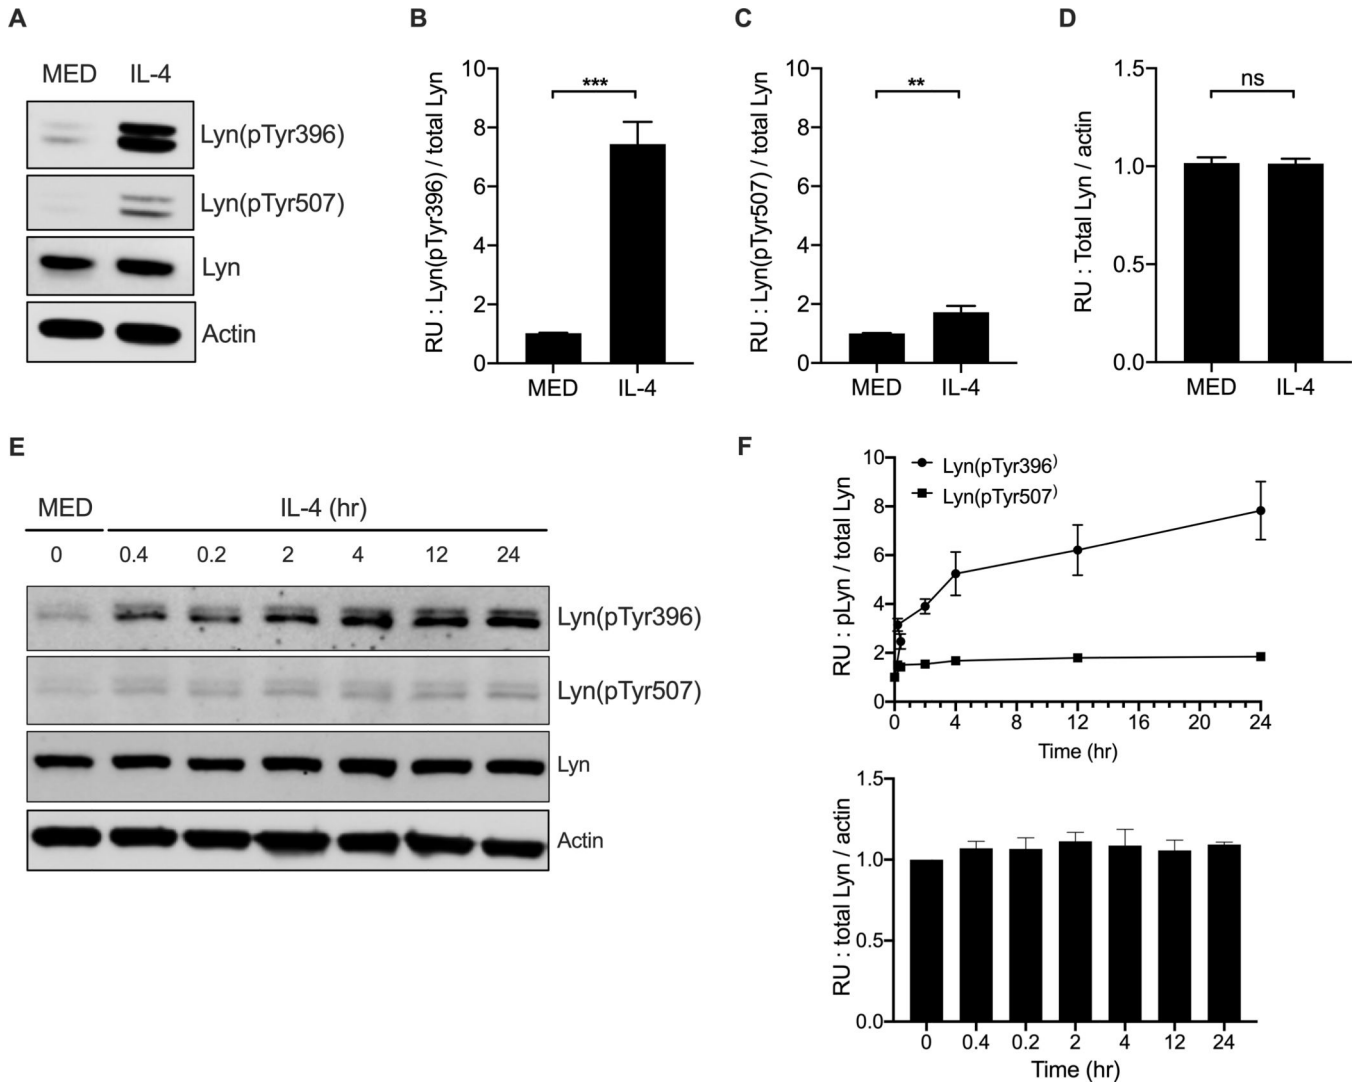 A
MED IL-4
Lyn(pTyr396)
Lyn(pTyr507)
Lyn
Actin
B
RU : Lyn(pTyr396) / total Lyn
10
8
6
4
2
0
***
MED IL-4
C
RU : Lyn(pTyr507) / total Lyn
10
8
6
4
2
0
**
MED IL-4
D
RU : Total Lyn / actin
1.5
1.0
0.5
0.0
ns
MED IL-4
E
MED IL-4 (hr)
0 0.4 0.2 2 4 12 24
Lyn(pTyr396)
Lyn(pTyr507)
Lyn
Actin
F
RU : pLyn / total Lyn
10
8
6
4
2
0
Lyn(pTyr396)
Lyn(pTyr507)
0 4 8 12 16 20 24
Time (hr)
RU : total Lyn / actin
1.5
1.0
0.5
0.0
0 0.4 0.2 2 4 12 24
Time (hr)